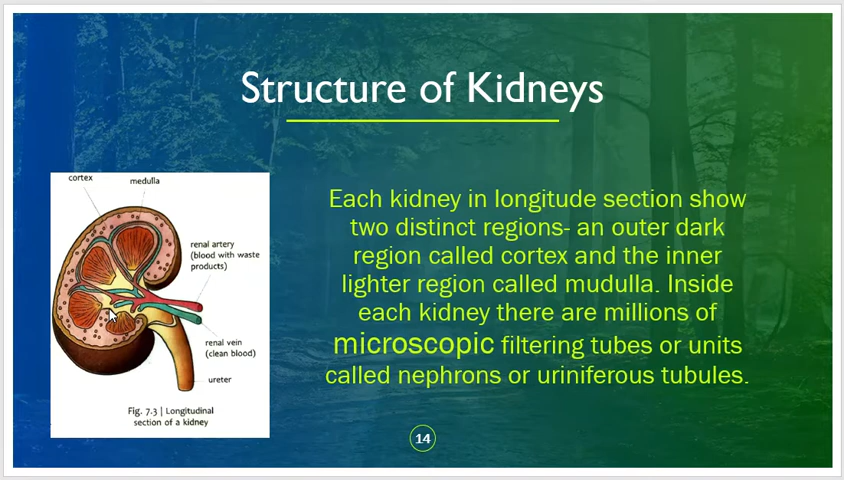 Structure of Kidneys
cortex
medulla
renal artery
(blood with waste
products)
renal vein
(clean blood)
ureter
Fig. 7.3 | Longitudinal
section of a kidney
Each kidney in longitude section show
two distinct regions- an outer dark
region called cortex and the inner
lighter region called mudulla. Inside
each kidney there are millions of
microscopic filtering tubes or units
called nephrons or uriniferous tubules.
14